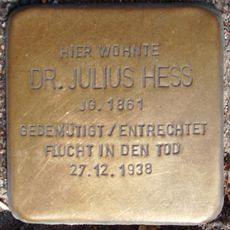 HIER WOHNTE
DR. JULIUS HESS
JG. 1861
GEDEMÜTIGT / ENTRECHTET
FLUCHT IN DEN TOD
27.12.1938